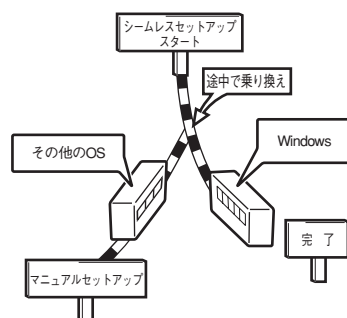 シームレスセットアップ
スタート
途中で乗り換え
その他のOS
Windows
完 了
マニュアルセットアップ